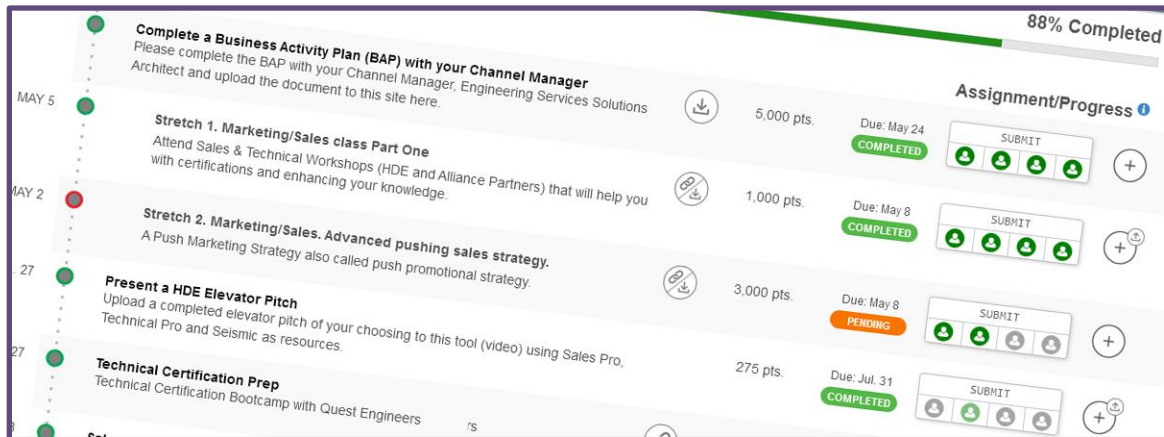 88% Completed
Assignment/Progress
Complete a Business Activity Plan (BAP) with your Channel Manager
Please complete the BAP with your Channel Manager, Engineering Services Solutions
Architect and upload the document to this site here.
5,000 pts.
Due: May 24
COMPLETED
SUBMIT
MAY 5
Stretch 1. Marketing/Sales class Part One
Attend Sales & Technical Workshops (HDE and Alliance Partners) that will help you
with certifications and enhancing your knowledge.
1,000 pts.
Due: May 8
COMPLETED
SUBMIT
MAY 2
Stretch 2. Marketing/Sales. Advanced pushing sales strategy.
A Push Marketing Strategy also called push promotional strategy.
3,000 pts.
Due: May 8
PENDING
SUBMIT
27
Present a HDE Elevator Pitch
Upload a completed elevator pitch of your choosing to this tool (video) using Sales Pro,
Technical Pro and Seismic as resources.
275 pts.
Due: Jul. 31
COMPLETED
SUBMIT
27
Technical Certification Prep
Technical Certification Bootcamp with Quest Engineers